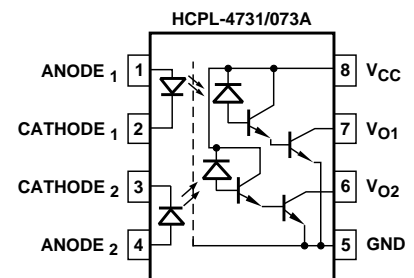 HCPL-4731/073A
ANODE 1 1 8 VCC
CATHODE 1 2 7 VO1
CATHODE 2 3 6 VO2
ANODE 2 4 5 GND